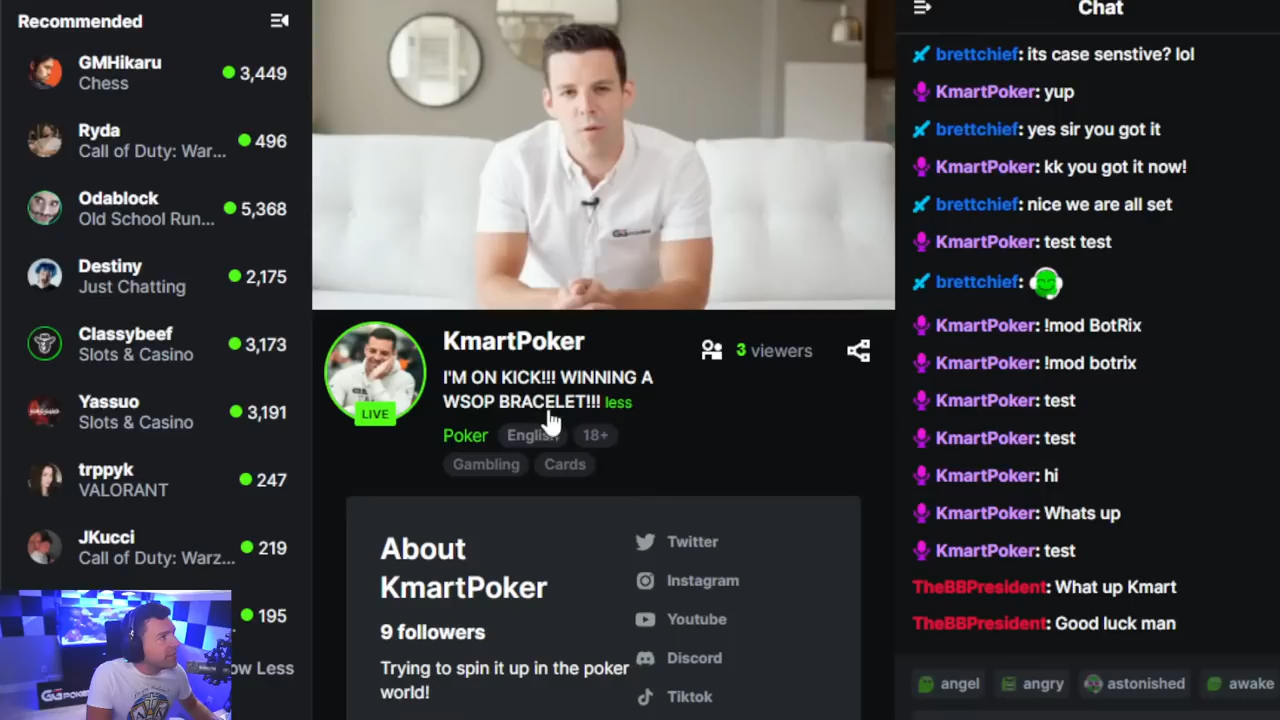 Recommended
GMHikaru
Chess
3,449
Ryda
Call of Duty: War...
496
Odablock
Old School Run...
5,368
Destiny
Just Chatting
2,175
Classybeef
Slots & Casino
3,173
Yassuo
Slots & Casino
3,191
trppyk
VALORANT
247
JKucci
Call of Duty: Warz...
219
195
ow Less
GGPOKER
KmartPoker
3 viewers
I'M ON KICK!!! WINNING A
WSOP BRACELET!!! less
LIVE
Poker English 18+
Gambling Cards
About
KmartPoker
9 followers
Trying to spin it up in the poker
world!
Twitter
Instagram
Youtube
Discord
Tiktok
Chat
brettchief: its case senstive? lol
KmartPoker: yup
brettchief: yes sir you got it
KmartPoker: kk you got it now!
brettchief: nice we are all set
KmartPoker: test test
brettchief:
KmartPoker: !mod BotRix
KmartPoker: !mod botrix
KmartPoker: test
KmartPoker: test
KmartPoker: hi
KmartPoker: Whats up
KmartPoker: test
TheBBPresident: What up Kmart
TheBBPresident: Good luck man
angel angry astonished awake